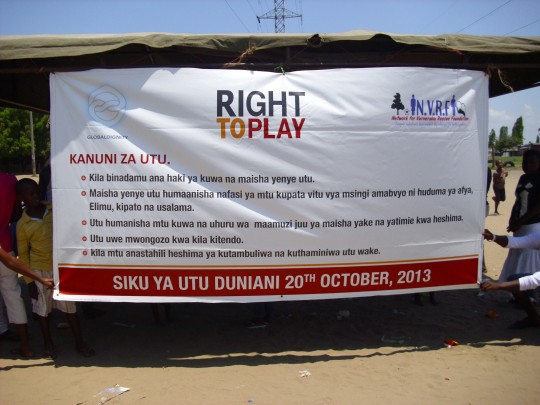 GLOBALDIGNITY
RIGHT
TO PLAY
N.V.R.F
Network for Vulnerable Rescue Foundation
KANUNI ZA UTU.
Kila binadamu ana haki ya kuwa na maisha yenye utu.
Maisha yenye utu humaanisha nafasi ya mtu kupata vitu vya msingi amabvyo ni huduma ya afya,
Elimu, kipato na usalama.
Utu humanisha mtu kuwa na uhuru wa maamuzi juu ya maisha yake na yatimie kwa heshima.
Utu uwe mwongozo kwa kila kitendo.
kila mtu anastahili heshima ya kutambuliwa na kuthaminiwa utu wake.
SIKU YA UTU DUNIANI 20TH OCTOBER, 2013